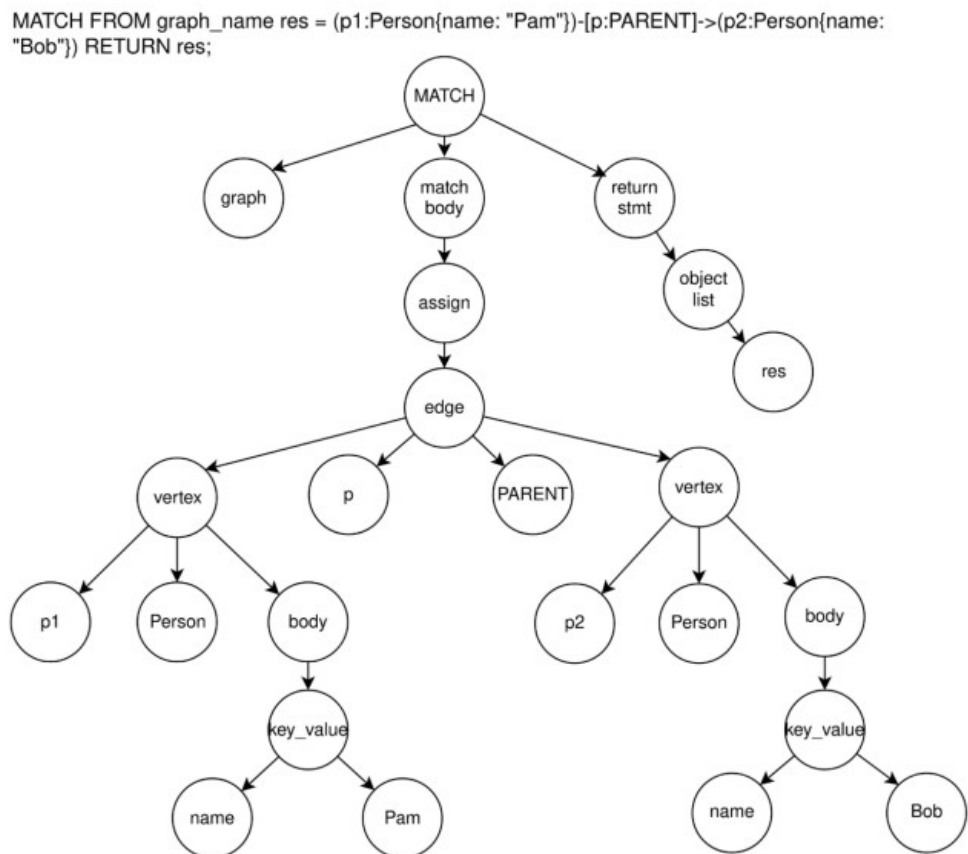 MATCH FROM graph_name res = (p1:Person{name: "Pam"})-[p:PARENT]->(p2:Person{name:
"Bob"}) RETURN res;
MATCH
graph
match
body
return
stmt
assign
object
list
res
edge
vertex
p
PARENT
vertex
p1
Person
body
p2
Person
body
key_value
key_value
name
Pam
name
Bob